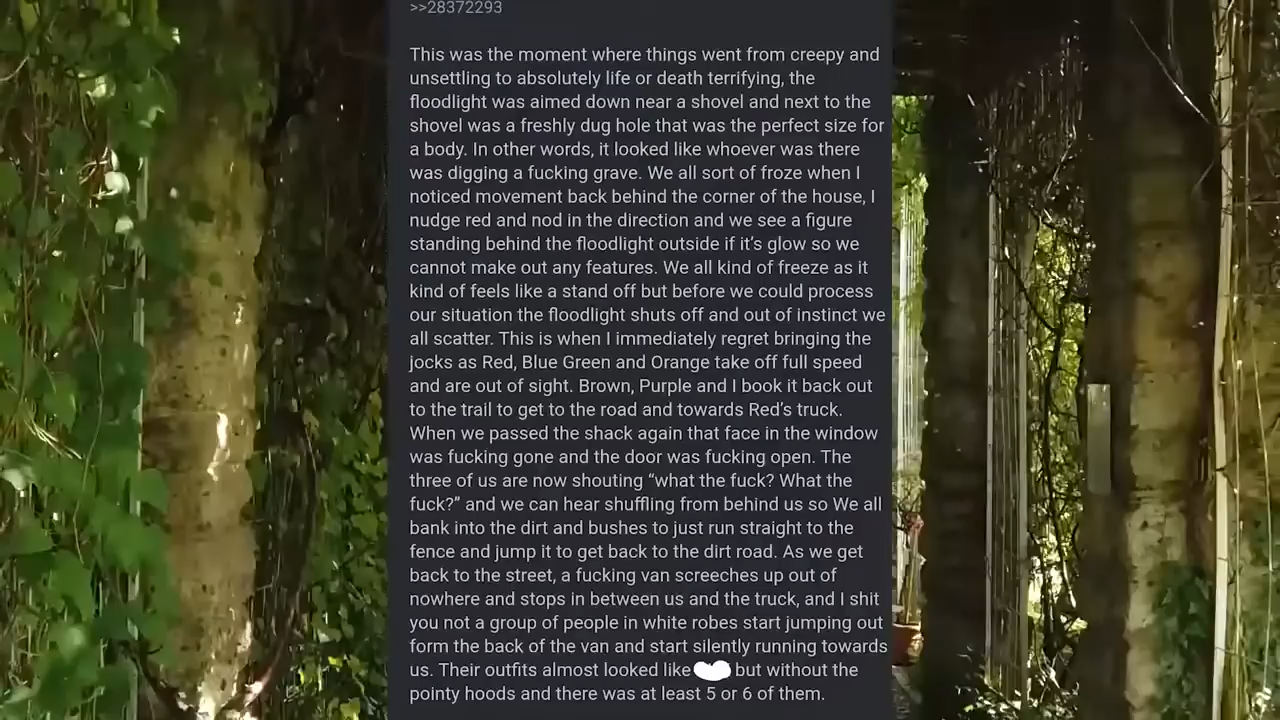 >>28372293
This was the moment where things went from creepy and
unsettling to absolutely life or death terrifying, the
floodlight was aimed down near a shovel and next to the
shovel was a freshly dug hole that was the perfect size for
a body. In other words, it looked like whoever was there
was digging a fucking grave. We all sort of froze when I
noticed movement back behind the corner of the house, I
nudge red and nod in the direction and we see a figure
standing behind the floodlight outside if it’s glow so we
cannot make out any features. We all kind of freeze as it
kind of feels like a stand off but before we could process
our situation the floodlight shuts off and out of instinct we
all scatter. This is when I immediately regret bringing the
jocks as Red, Blue Green and Orange take off full speed
and are out of sight. Brown, Purple and I book it back out
to the trail to get to the road and towards Red’s truck.
When we passed the shack again that face in the window
was fucking gone and the door was fucking open. The
three of us are now shouting “what the fuck? What the
fuck?” and we can hear shuffling from behind us so We all
bank into the dirt and bushes to just run straight to the
fence and jump it to get back to the dirt road. As we get
back to the street, a fucking van screeches up out of
nowhere and stops in between us and the truck, and I shit
you not a group of people in white robes start jumping out
form the back of the van and start silently running towards
us. Their outfits almost looked like but without the
pointy hoods and there was at least 5 or 6 of them.